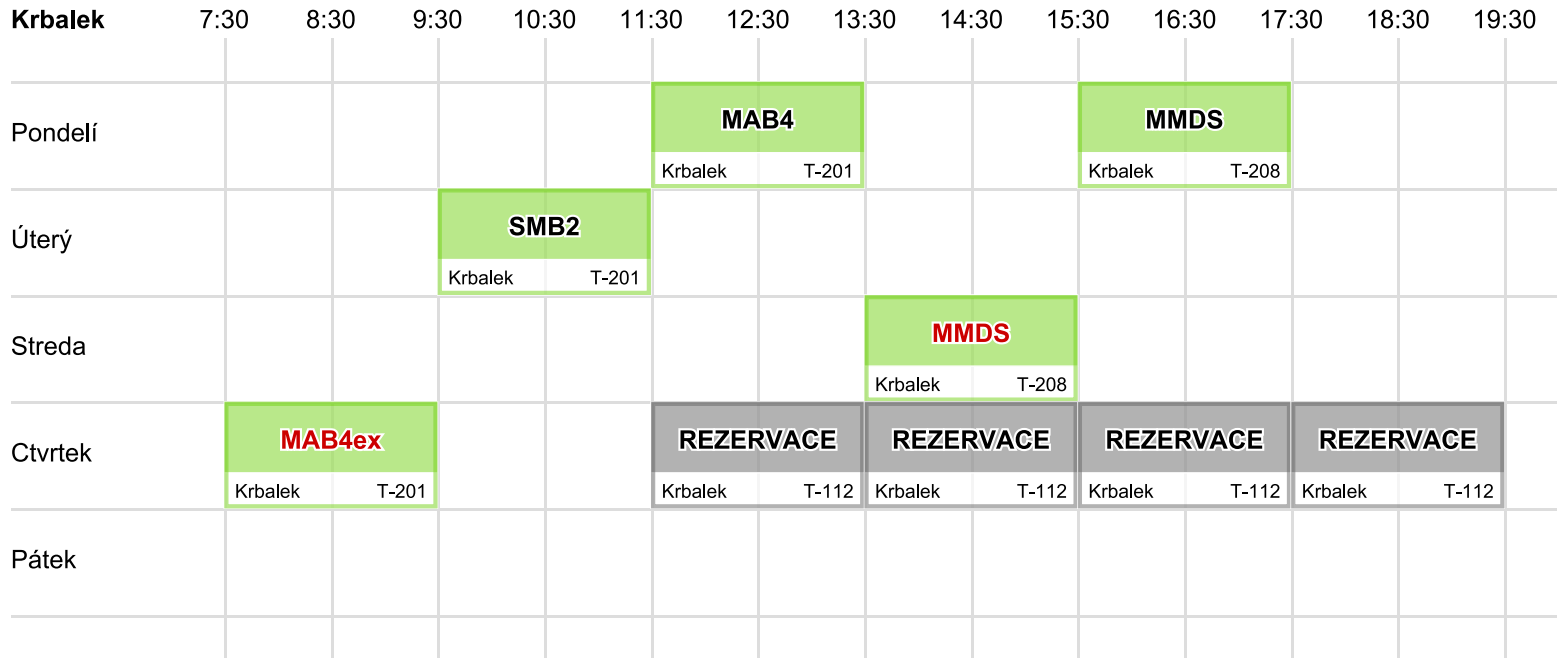 Krbalek 7:30 8:30 9:30 10:30 11:30 12:30 13:30 14:30 15:30 16:30 17:30 18:30 19:30
Pondelí
MAB4 MMDS
Krbalek T-201 Krbalek T-208
Úterý
SMB2
Krbalek T-201
Streda
MMDS
Krbalek T-208
Ctvrtek
MAB4ex REZERVACE REZERVACE REZERVACE REZERVACE
Krbalek T-201 Krbalek T-112 Krbalek T-112 Krbalek T-112 Krbalek T-112
Pátek